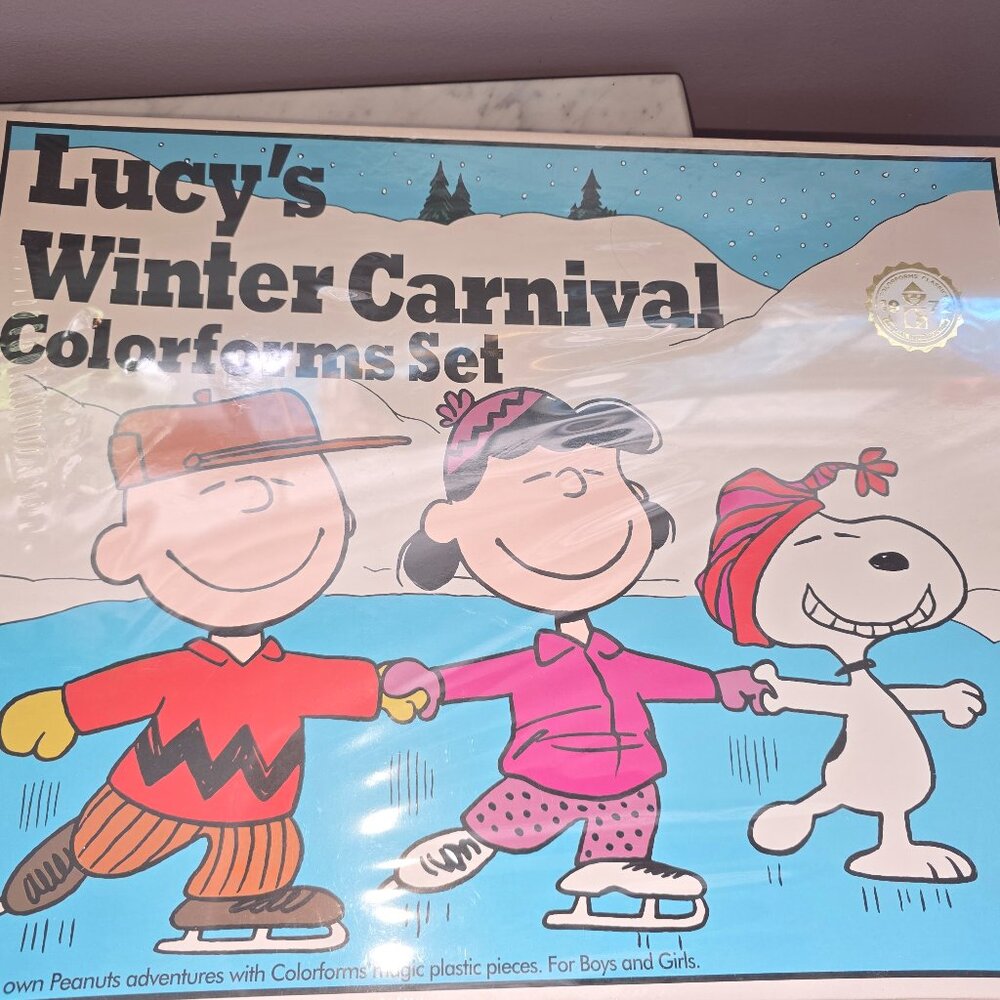 Lucy's
Winter Carnival
Colorforms Set
own Peanuts adventures with Colorforms magic plastic pieces. For Boys and Girls.